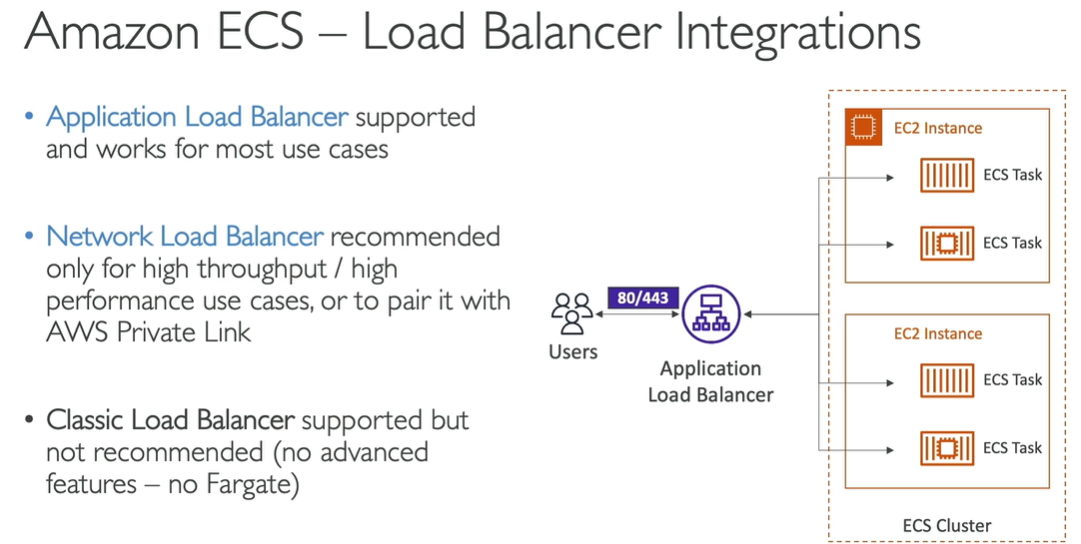 Amazon ECS – Load Balancer Integrations
• Application Load Balancer supported
and works for most use cases
• Network Load Balancer recommended
only for high throughput / high
performance use cases, or to pair it with
AWS Private Link
• Classic Load Balancer supported but
not recommended (no advanced
features – no Fargate)
Users
80/443
Application
Load Balancer
EC2 Instance
ECS Task
ECS Task
EC2 Instance
ECS Task
ECS Task
ECS Cluster